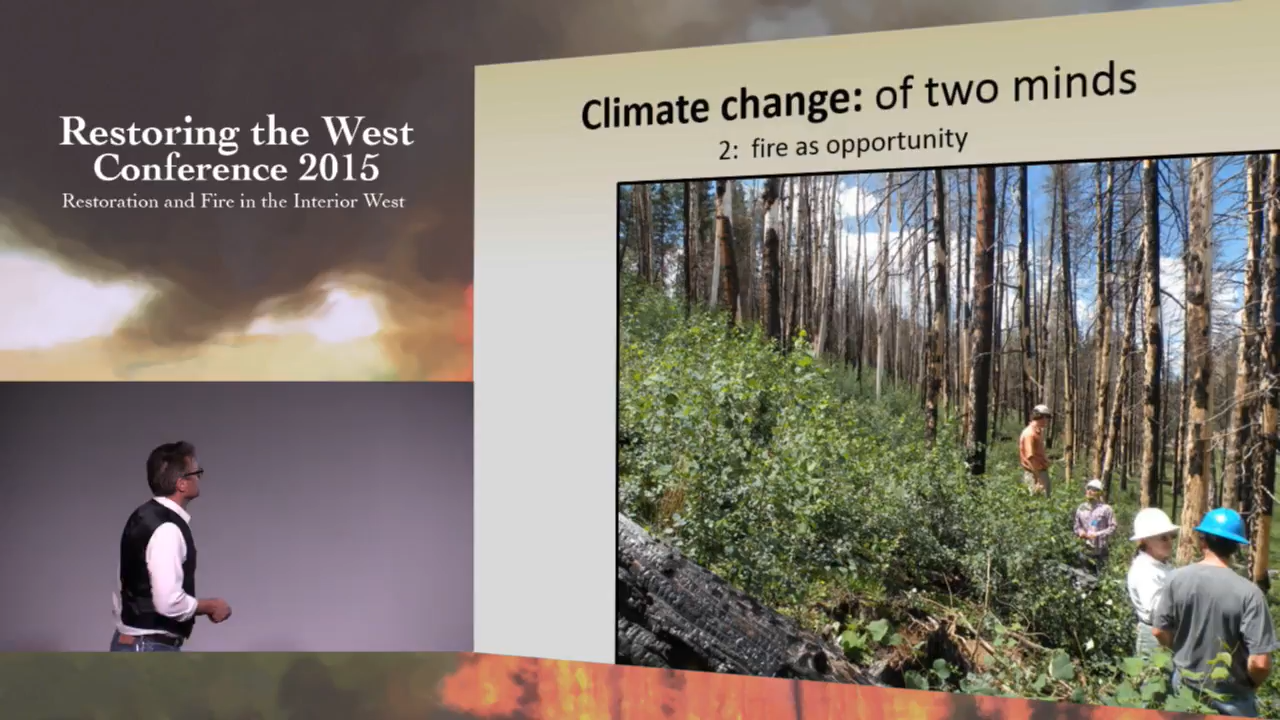 Restoring the West
Conference 2015
Restoration and Fire in the Interior West
Climate change: of two minds
2: fire as opportunity